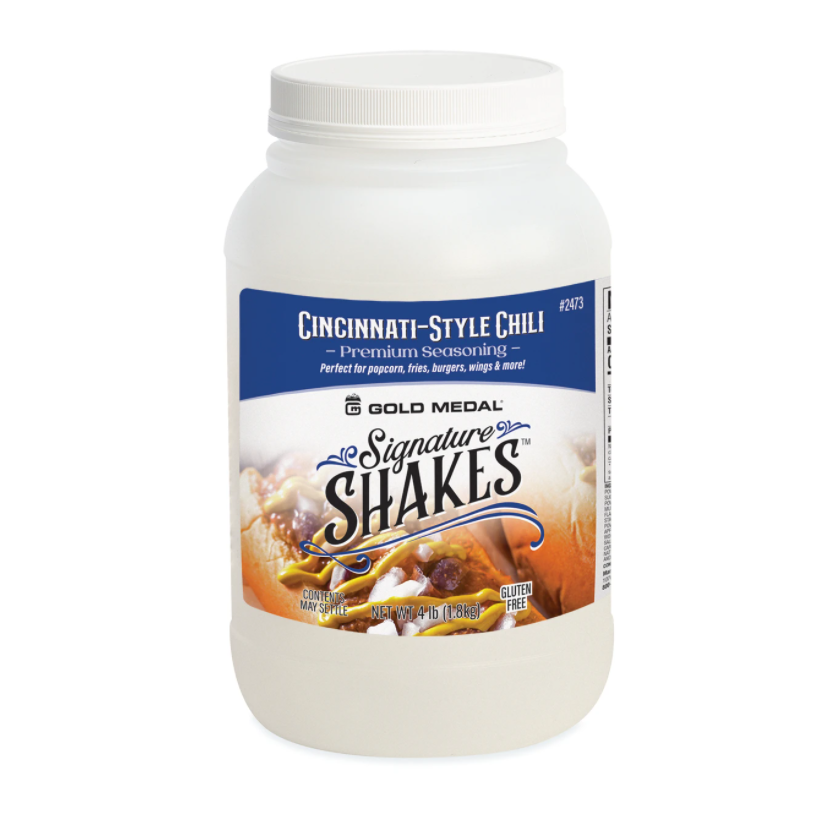 #2473
CINCINNATI-STYLE CHILI
– Premium Seasoning –
Perfect for popcorn, fries, burgers, wings & more!
GOLD MEDAL®
Signature
SHAKES™
CONTENTS
MAY SETTLE
NET WT 4 lb (1.8kg)
GLUTEN
FREE